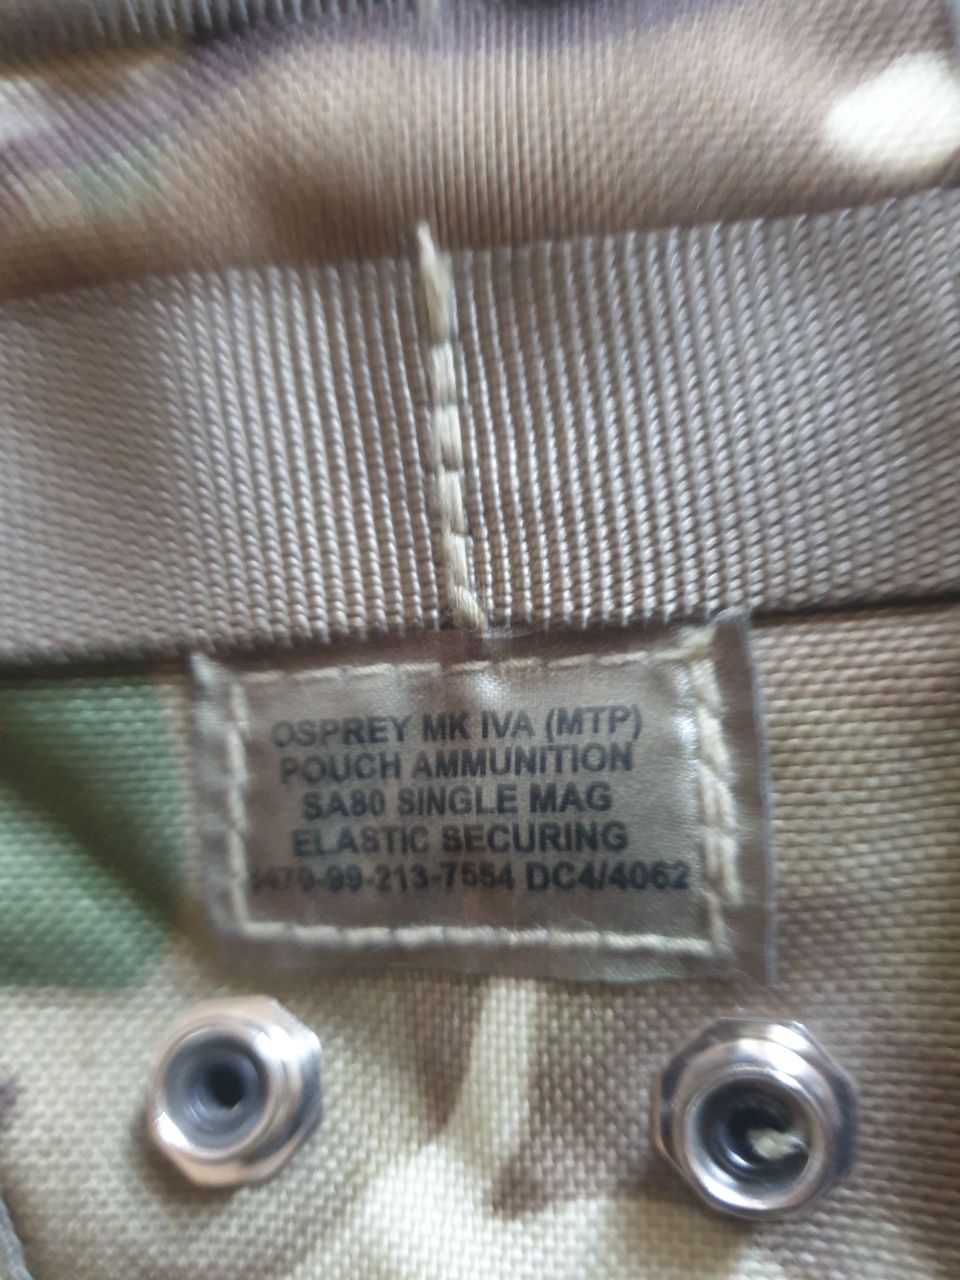 OSPREY MK IVA (MTP)
POUCH AMMUNITION
SA80 SINGLE MAG
ELASTIC SECURING
DC4/4062